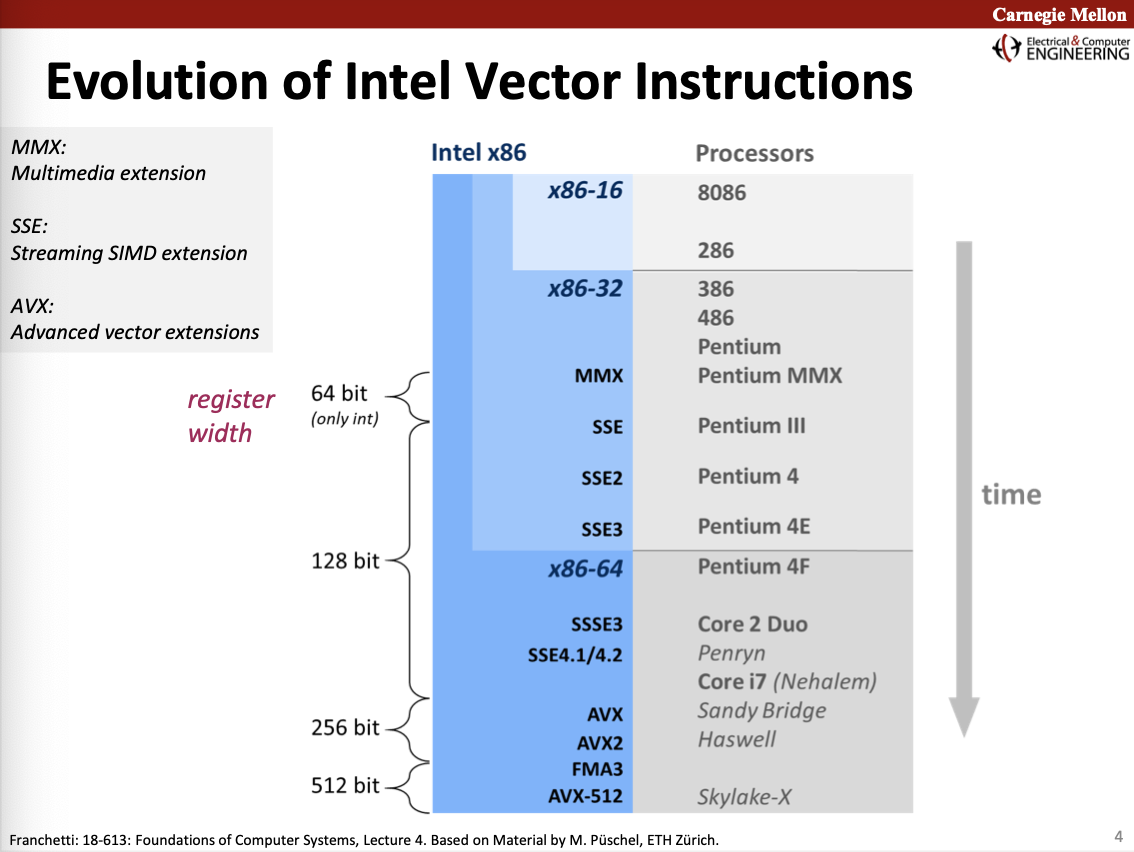 Carnegie Mellon
Electrical & Computer
ENGINEERING
Evolution of Intel Vector Instructions
MMX:
Multimedia extension
SSE:
Streaming SIMD extension
AVX:
Advanced vector extensions
Intel x86
Processors
x86-16
8086
286
x86-32
386
486
Pentium
MMX
Pentium MMX
register
width
64 bit
(only int)
SSE
Pentium III
SSE2
Pentium 4
SSE3
Pentium 4E
time
128 bit
x86-64
Pentium 4F
SSSE3
Core 2 Duo
SSE4.1/4.2
Penryn
Core i7 (Nehalem)
256 bit
AVX
Sandy Bridge
AVX2
Haswell
FMA3
512 bit
AVX-512
Skylake-X
Franchetti: 18-613: Foundations of Computer Systems, Lecture 4. Based on Material by M. Püschel, ETH Zürich.
4